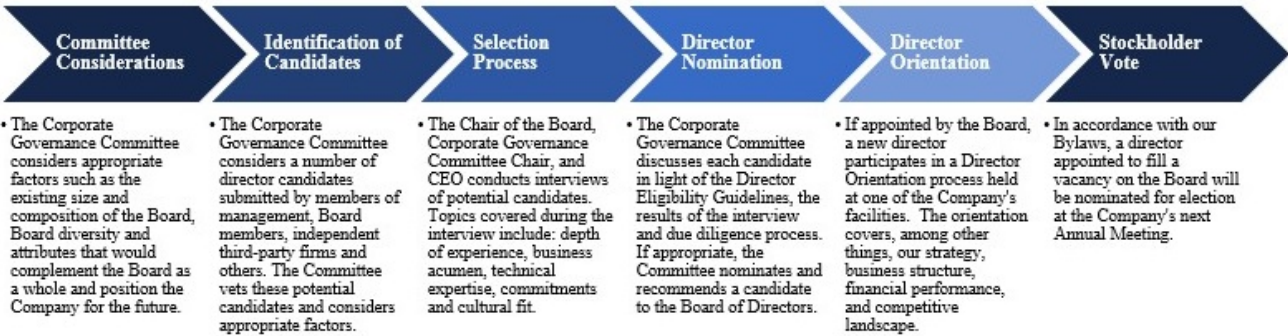 Committee
Considerations
Identification of
Candidates
Selection
Process
Director
Nomination
Director
Orientation
Stockholder
Vote
• The Corporate
Governance Committee
considers appropriate
factors such as the
existing size and
composition of the Board,
Board diversity and
attributes that would
complement the Board as
a whole and position the
Company for the future.
• The Corporate
Governance Committee
considers a number of
director candidates
submitted by members of
management, Board
members, independent
third-party firms and
others. The Committee
vets these potential
candidates and considers
appropriate factors.
• The Chair of the Board,
Corporate Governance
Committee Chair, and
CEO conducts interviews
of potential candidates.
Topics covered during the
interview include: depth
of experience, business
acumen, technical
expertise, commitments
and cultural fit.
• The Corporate
Governance Committee
discusses each candidate
in light of the Director
Eligibility Guidelines, the
results of the interview
and due diligence process.
If appropriate, the
Committee nominates and
recommends a candidate
to the Board of Directors.
• If appointed by the Board,
a new director
participates in a Director
Orientation process held
at one of the Company's
facilities. The orientation
covers, among other
things, our strategy,
business structure,
financial performance,
and competitive
landscape.
• In accordance with our
Bylaws, a director
appointed to fill a
vacancy on the Board will
be nominated for election
at the Company's next
Annual Meeting.